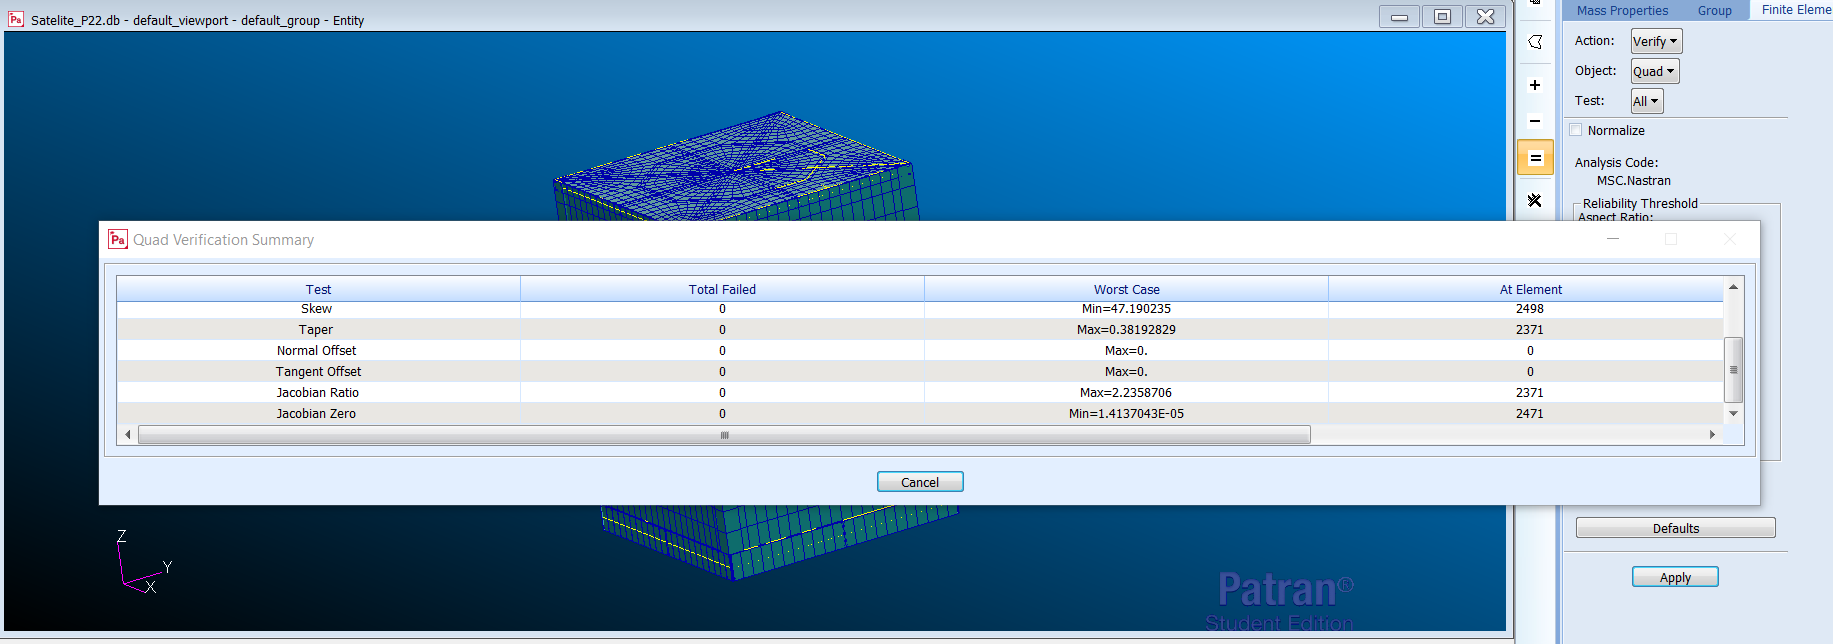 Satelite_P22.db - default_viewport - default_group - Entity
Mass Properties Group Finite Eleme
Action: Verify
Object: Quad
Test: All
Normalize
Analysis Code:
MSC.Nastran
Reliability Threshold
Aspect Ratio:
Pa Quad Verification Summary
Test Total Failed Worst Case At Element
Skew 0 Min=47.190235 2498
Taper 0 Max=0.38192829 2371
Normal Offset 0 Max=0. 0
Tangent Offset 0 Max=0. 0
Jacobian Ratio 0 Max=2.2358706 2371
Jacobian Zero 0 Min=1.4137043E-05 2471
Cancel
Defaults
Apply
Z
Y
X
Patran®
Student Edition